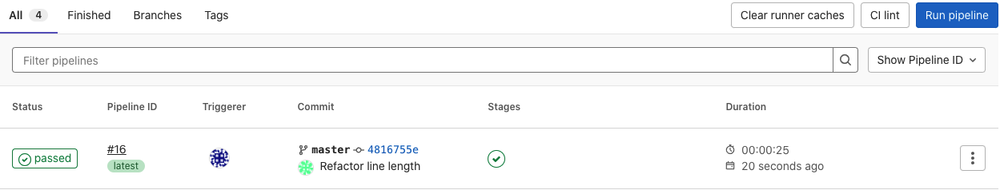 All 4 Finished Branches Tags Clear runner caches CI lint Run pipeline
Filter pipelines Show Pipeline ID
Status Pipeline ID Triggerer Commit Stages Duration
passed #16 master 4816755e 00:00:25
latest Refactor line length 20 seconds ago